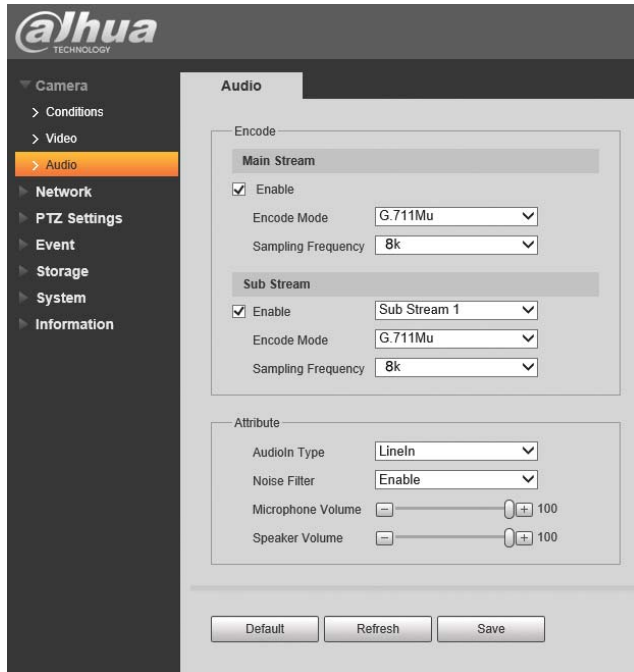 alhua
TECHNOLOGY
Camera
Conditions
Video
Audio
Network
PTZ Settings
Event
Storage
System
Information
Audio
Encode
Main Stream
Enable
Encode Mode G.711Mu
Sampling Frequency 8k
Sub Stream
Enable Sub Stream 1
Encode Mode G.711Mu
Sampling Frequency 8k
Attribute
AudioIn Type LineIn
Noise Filter Enable
Microphone Volume 100
Speaker Volume 100
Default Refresh Save